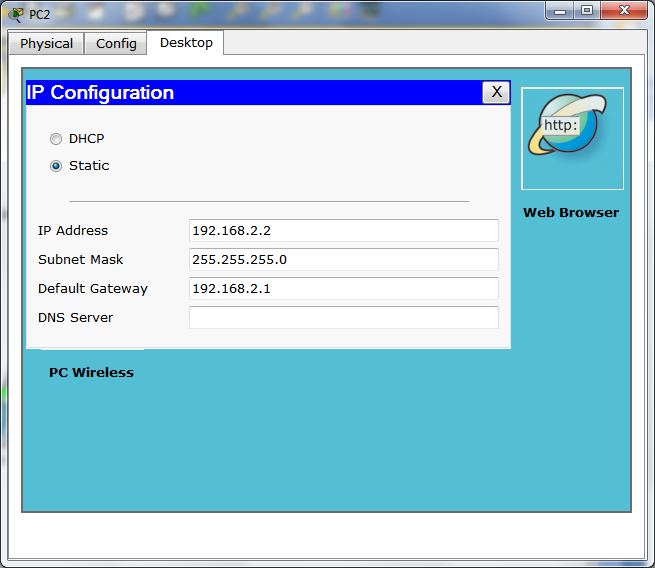 PC2
Physical Config Desktop
IP Configuration X
http:
DHCP
Static
IP Address 192.168.2.2
Web Browser
Subnet Mask 255.255.255.0
Default Gateway 192.168.2.1
DNS Server
PC Wireless